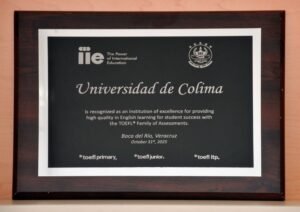 iie
The Power
of International
Education
Universidad de Colima
is recognized as an institution of excellence for providing
high quality in English learning for student success with
the TOEFL® Family of Assessments.
Boca del Río, Veracruz
October 31st, 2025
toefl primary.
toefl junior.
toefl itp.